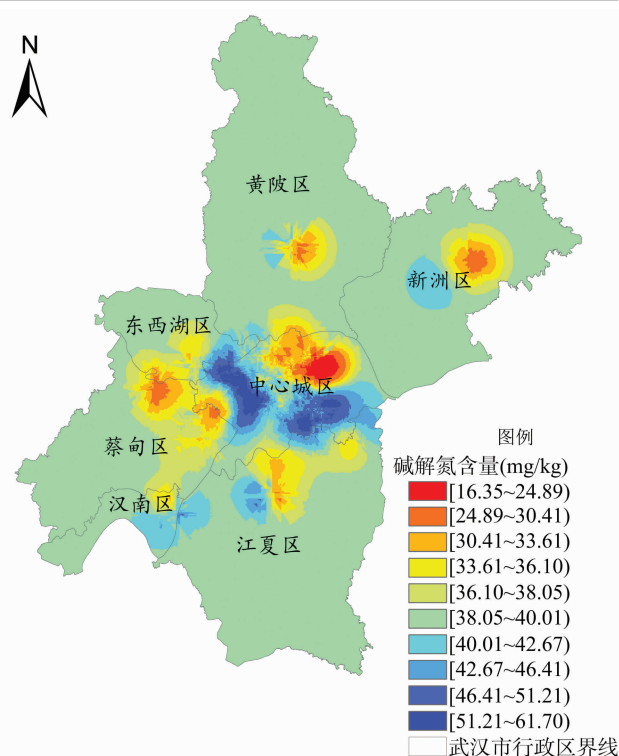 N
黄陂区
新洲区
东西湖区
中心城区
蔡甸区
汉南区
江夏区
图例
碱解氮含量(mg/kg)
[16.35~24.89)
[24.89~30.41)
[30.41~33.61)
[33.61~36.10)
[36.10~38.05)
[38.05~40.01)
[40.01~42.67)
[42.67~46.41)
[46.41~51.21)
[51.21~61.70)
武汉市行政区界线